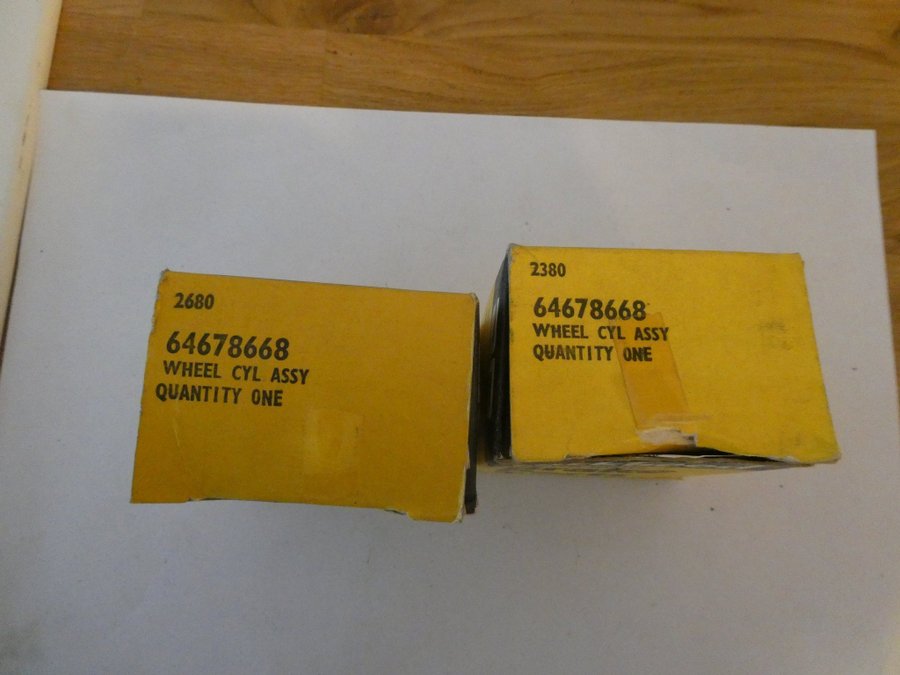 2680
64678668
WHEEL CYL ASSY
QUANTITY ONE
2380
64678668
WHEEL CYL ASSY
QUANTITY ONE